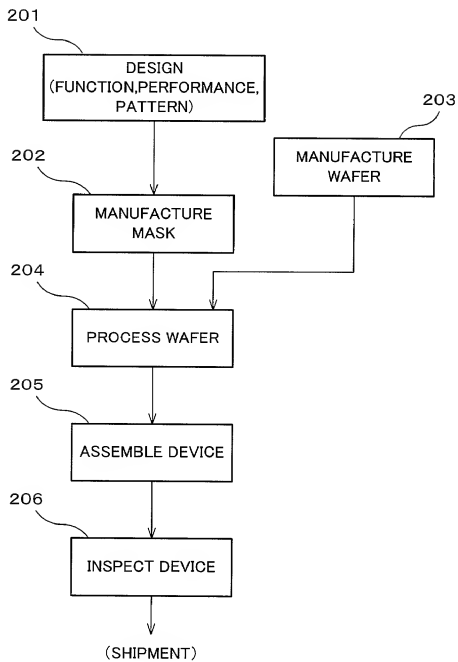 201
DESIGN
(FUNCTION,PERFORMANCE,
PATTERN)
203
MANUFACTURE
WAFER
202
MANUFACTURE
MASK
204
PROCESS WAFER
205
ASSEMBLE DEVICE
206
INSPECT DEVICE
(SHIPMENT)